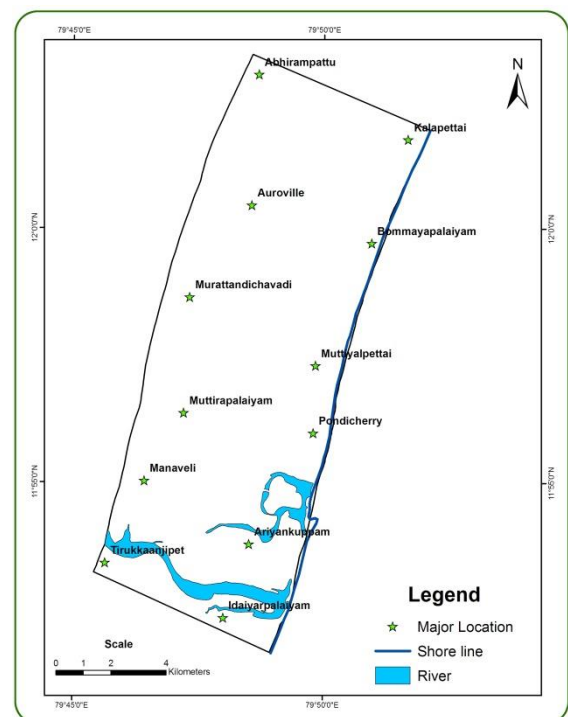 79°45'0"E
79°50'0"E
Abhirampattu
N
Kalapettai
Auroville
12°0'0"N
12°0'0"N
Bommayapalaiyam
Murattandichavadi
Muttiyalpettai
Muttirapalaiyam
Pondicherry
Manaveli
11°55'0"N
11°55'0"N
Ariyankuppam
Tirukkaanjipet
Idaiyarpalaiyam
Legend
Major Location
Shore line
River
Scale
0 1 2 4
Kilometers
79°45'0"E
79°50'0"E